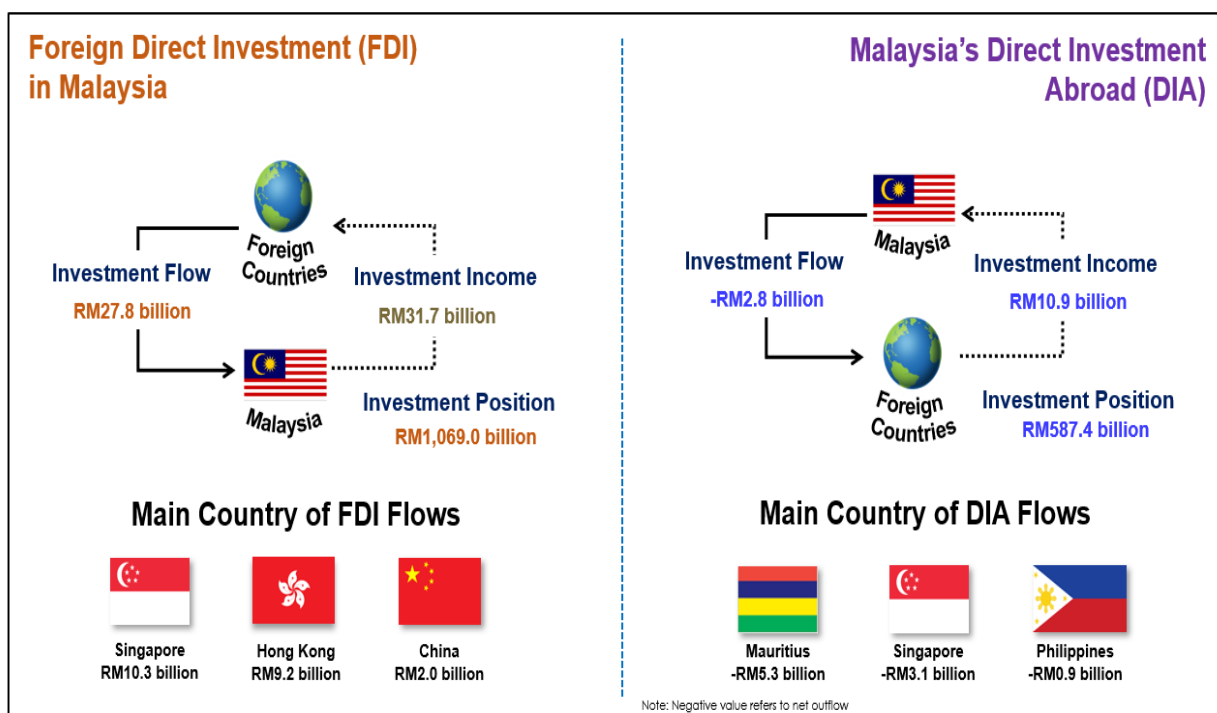 Foreign Direct Investment (FDI)
in Malaysia
Foreign
Countries
Investment Flow
RM27.8 billion
Investment Income
RM31.7 billion
Malaysia
Investment Position
RM1,069.0 billion
Main Country of FDI Flows
Singapore
RM10.3 billion
Hong Kong
RM9.2 billion
China
RM2.0 billion
Malaysia's Direct Investment
Abroad (DIA)
Malaysia
Investment Flow
-RM2.8 billion
Investment Income
RM10.9 billion
Foreign
Countries
Investment Position
RM587.4 billion
Main Country of DIA Flows
Mauritius
-RM5.3 billion
Singapore
-RM3.1 billion
Philippines
-RM0.9 billion
Note: Negative value refers to net outflow